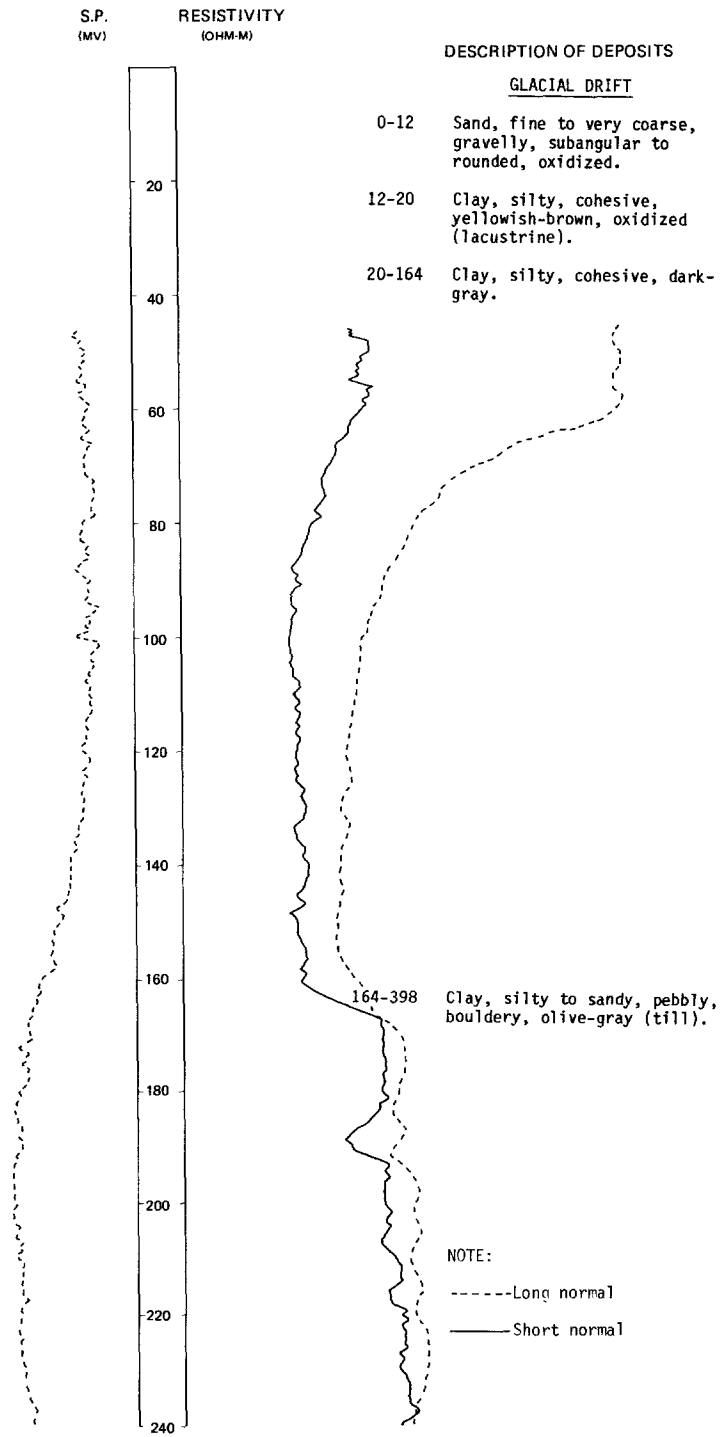 S.P.
(MV)
RESISTIVITY
(OHM-M)
DESCRIPTION OF DEPOSITS
GLACIAL DRIFT
0-12 Sand, fine to very coarse,
gravelly, subangular to
rounded, oxidized.
12-20 Clay, silty, cohesive,
yellowish-brown, oxidized
(lacustrine).
20-164 Clay, silty, cohesive, dark-
gray.
20
40
60
80
100
120
140
160
164-398 Clay, silty to sandy, pebbly,
bouldery, olive-gray (till).
180
200
220
240
NOTE:
Long normal
Short normal